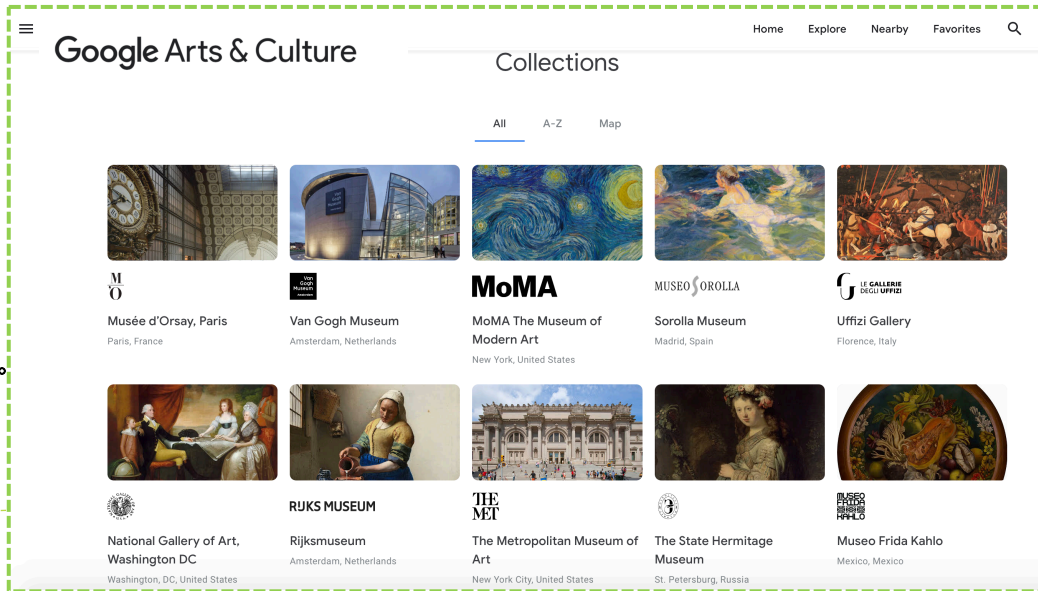 Home Explore Nearby Favorites
Google Arts & Culture
Collections
All A-Z Map
M
'O
Van
Gogh
Museum
Amsterdam
MoMA
MUSEO SOROLLA
LE GALLERIE
DEGLI UFFIZI
Musée d'Orsay, Paris
Paris, France
Van Gogh Museum
Amsterdam, Netherlands
MoMA The Museum of
Modern Art
New York, United States
Sorolla Museum
Madrid, Spain
Uffizi Gallery
Florence, Italy
RIJKS MUSEUM
THE
MET
MUSEO
FRIDA
KAHLO
National Gallery of Art,
Washington DC
Washington, DC, United States
Rijksmuseum
Amsterdam, Netherlands
The Metropolitan Museum of
Art
New York City, United States
The State Hermitage
Museum
St. Petersburg, Russia
Museo Frida Kahlo
Mexico, Mexico